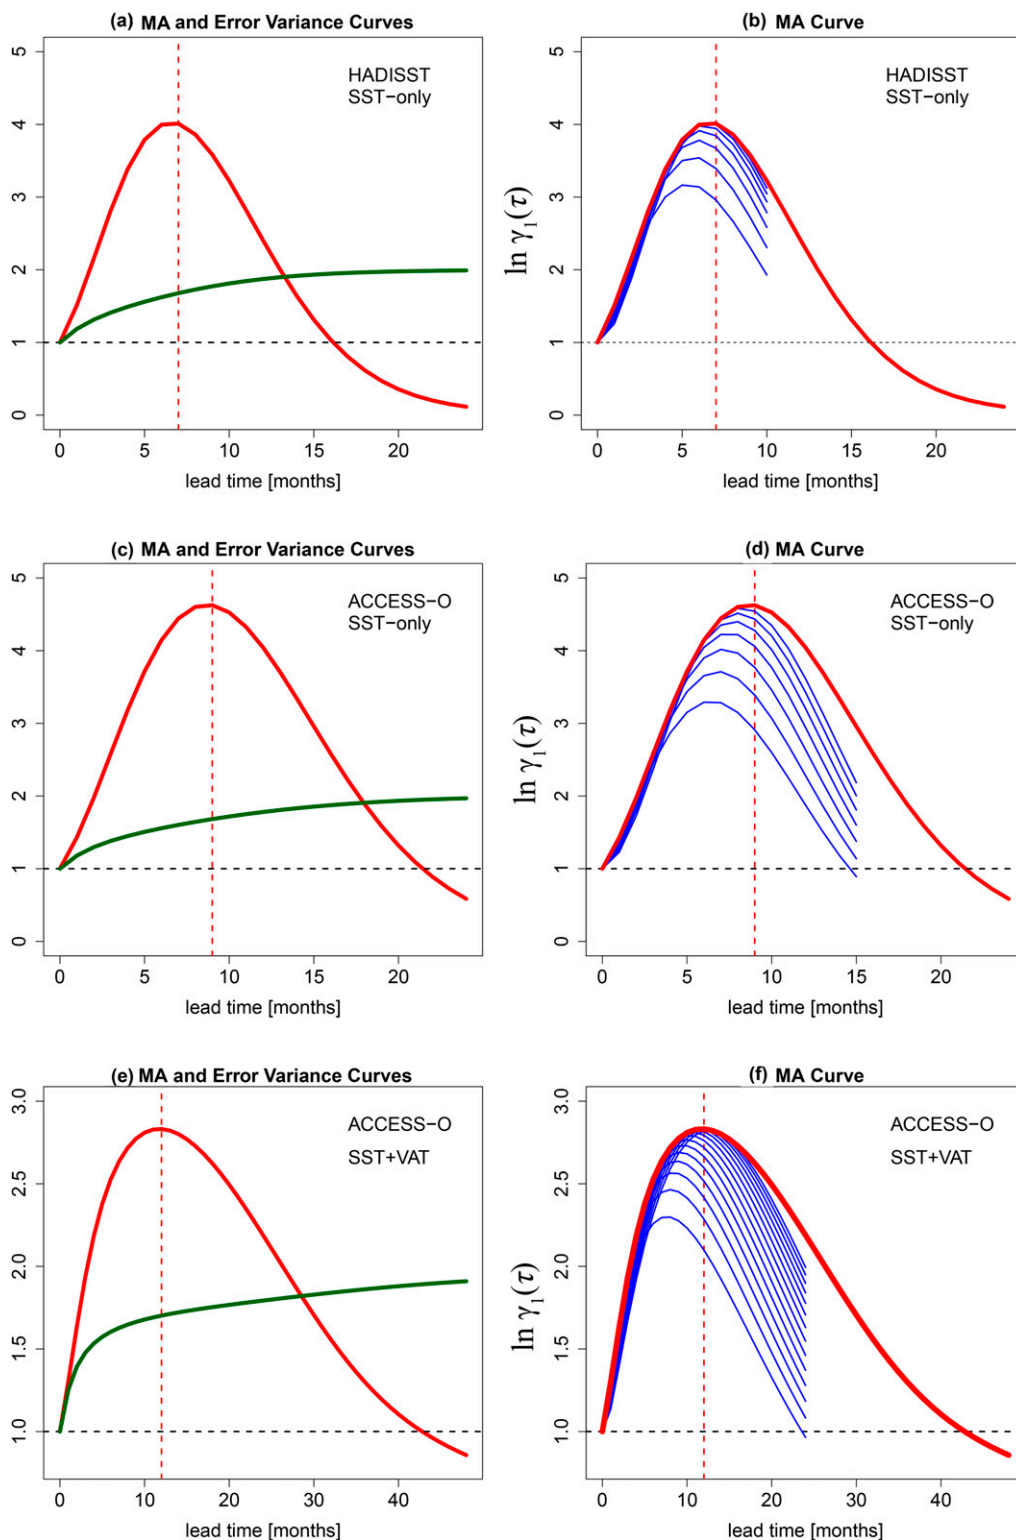 (a) MA and Error Variance Curves
HADISST
SST-only
5
4
3
2
1
0
0 5 10 15 20
lead time [months]
(b) MA Curve
HADISST
SST-only
ln γ₁(τ)
5
4
3
2
1
0
0 5 10 15 20
lead time [months]
(c) MA and Error Variance Curves
ACCESS-O
SST-only
5
4
3
2
1
0
0 5 10 15 20
lead time [months]
(d) MA Curve
ACCESS-O
SST-only
ln γ₁(τ)
5
4
3
2
1
0
0 5 10 15 20
lead time [months]
(e) MA and Error Variance Curves
ACCESS-O
SST+VAT
3.0
2.5
2.0
1.5
1.0
0 10 20 30 40
lead time [months]
(f) MA Curve
ACCESS-O
SST+VAT
ln γ₁(τ)
3.0
2.5
2.0
1.5
1.0
0 10 20 30 40
lead time [months]